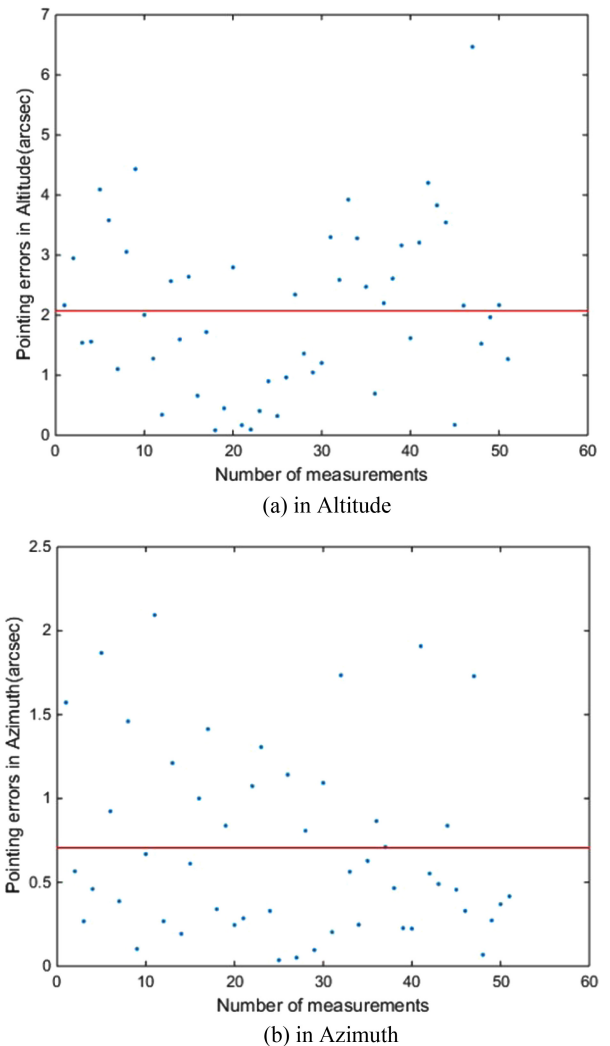 7
6
5
4
3
2
1
0
Pointing errors in Altitude(arcsec)
0 10 20 30 40 50 60
Number of measurements
(a) in Altitude
2.5
2
1.5
1
0.5
0
Pointing errors in Azimuth(arcsec)
0 10 20 30 40 50 60
Number of measurements
(b) in Azimuth